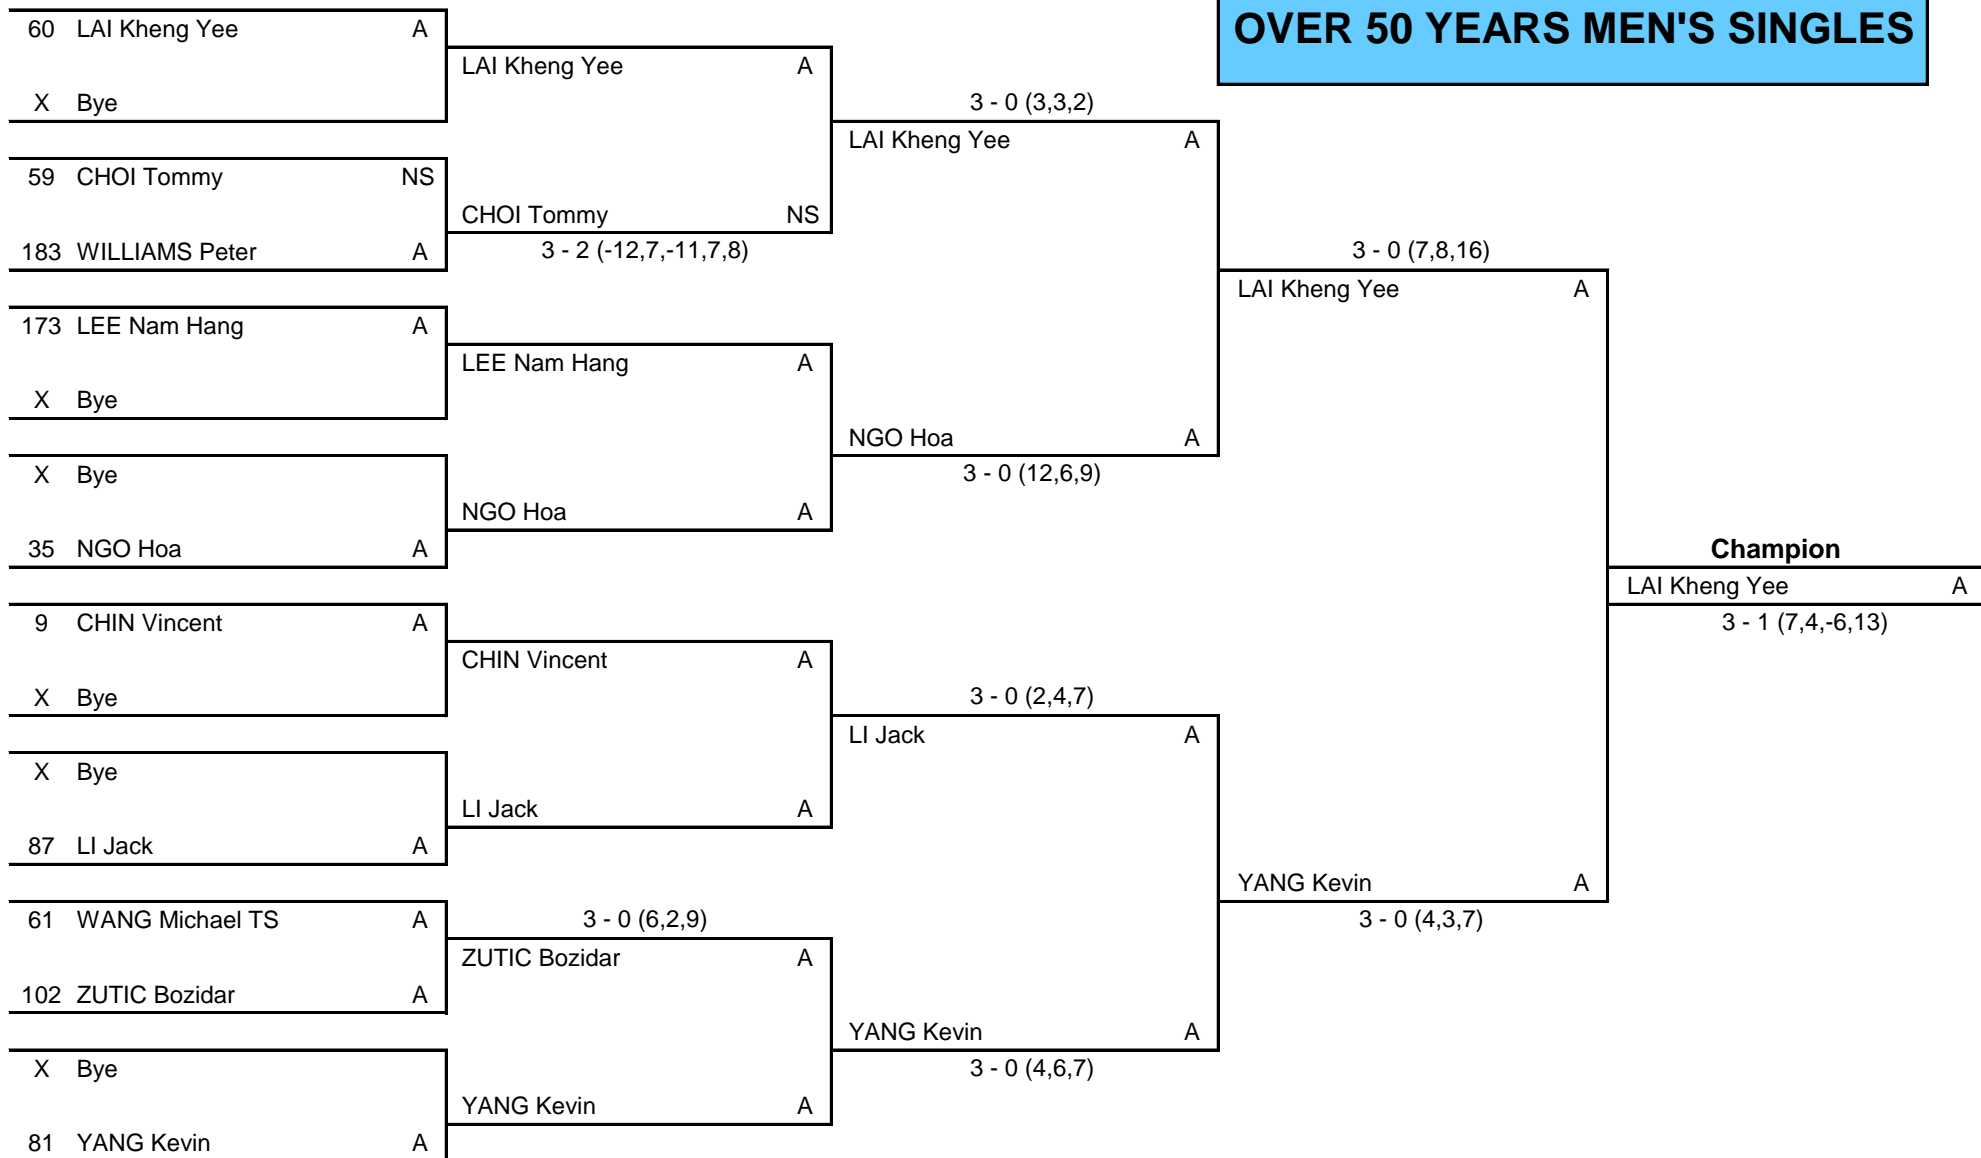 OVER 50 YEARS MEN'S SINGLES
60 LAI Kheng Yee A
LAI Kheng Yee A
X Bye
3 - 0 (3,3,2)
LAI Kheng Yee A
59 CHOI Tommy NS
CHOI Tommy NS
183 WILLIAMS Peter A
3 - 2 (-12,7,-11,7,8)
3 - 0 (7,8,16)
LAI Kheng Yee A
173 LEE Nam Hang A
LEE Nam Hang A
X Bye
NGO Hoa A
X Bye
3 - 0 (12,6,9)
NGO Hoa A
35 NGO Hoa A
Champion
LAI Kheng Yee A
3 - 1 (7,4,-6,13)
9 CHIN Vincent A
CHIN Vincent A
X Bye
3 - 0 (2,4,7)
LI Jack A
X Bye
LI Jack A
87 LI Jack A
YANG Kevin A
61 WANG Michael TS A
3 - 0 (6,2,9)
3 - 0 (4,3,7)
ZUTIC Bozidar A
102 ZUTIC Bozidar A
YANG Kevin A
X Bye
3 - 0 (4,6,7)
YANG Kevin A
81 YANG Kevin A